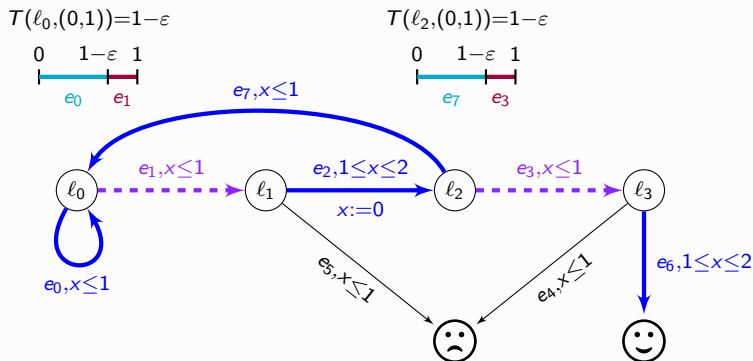 T(ℓ₀,(0,1))=1−ε
T(ℓ₂,(0,1))=1−ε
0 1−ε 1
0 1−ε 1
e₀ e₁
e₇ e₃
e₇,x≤1
e₁,x≤1
e₂,1≤x≤2
e₃,x≤1
ℓ₀
ℓ₁
ℓ₂
ℓ₃
x:=0
e₀,x≤1
e₅,x≤1
e₄,x≤1
e₆,1≤x≤2